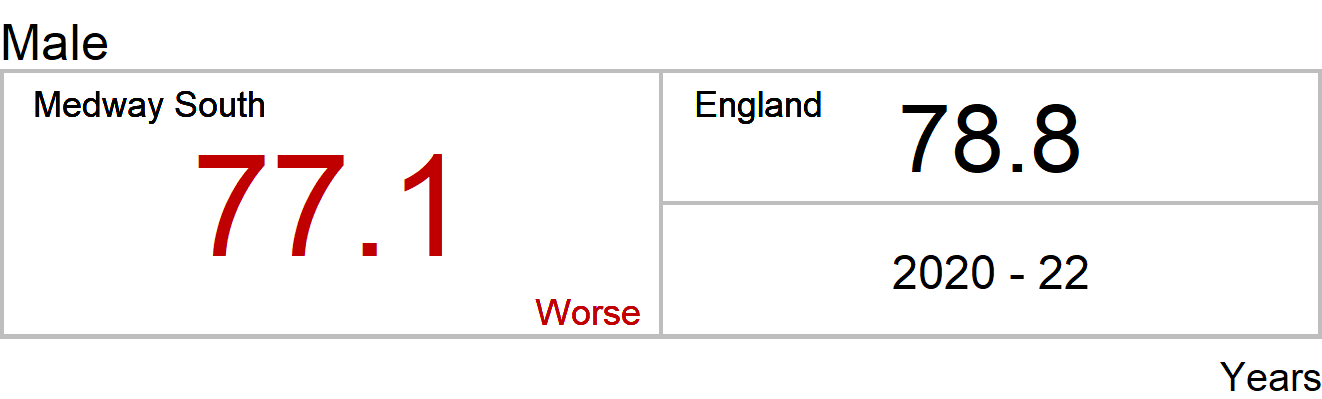 Male
Medway South
77.1
Worse
England
78.8
2020 - 22
Years